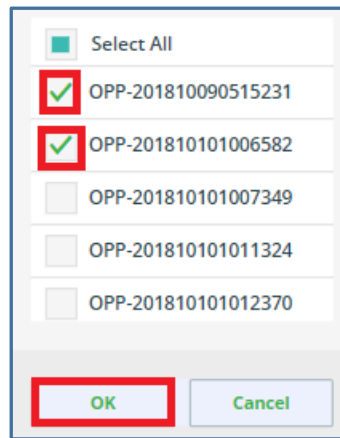 Select All
OPP-201810090515231
OPP-201810101006582
OPP-201810101007349
OPP-201810101011324
OPP-201810101012370
OK Cancel